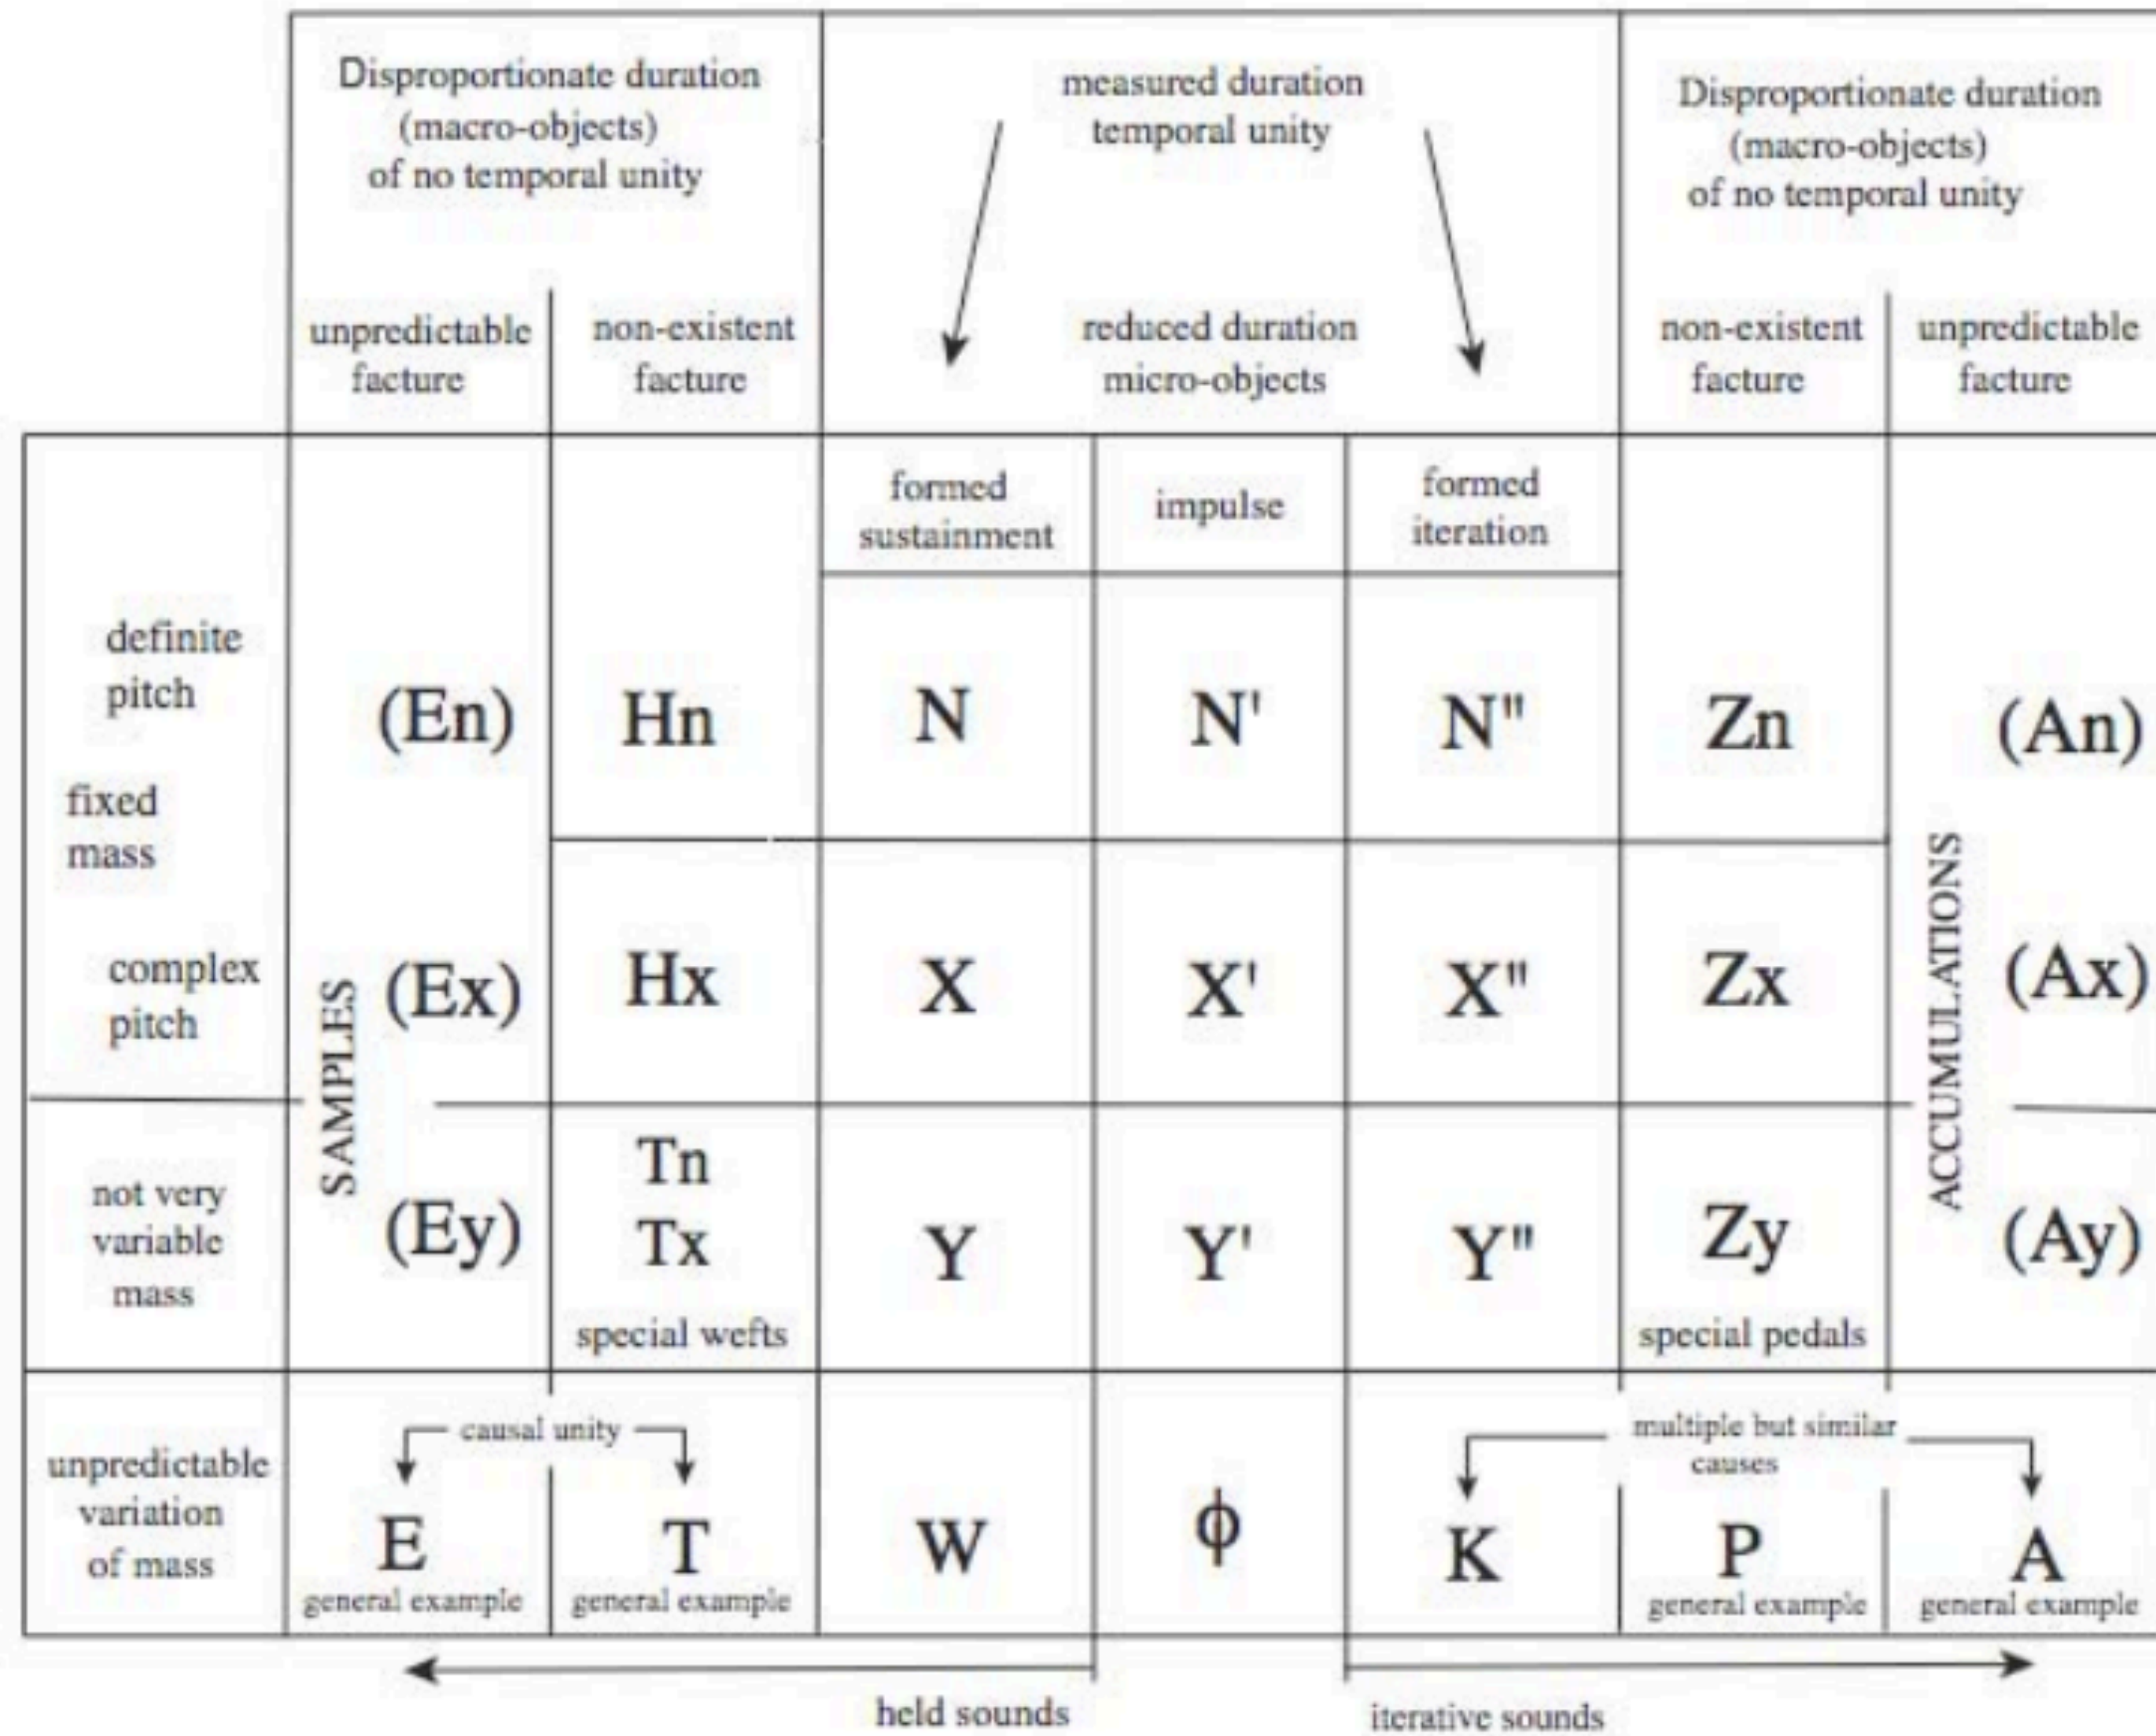 Disproportionate duration
(macro-objects)
of no temporal unity
measured duration
temporal unity
Disproportionate duration
(macro-objects)
of no temporal unity
unpredictable
facture
non-existent
facture
reduced duration
micro-objects
non-existent
facture
unpredictable
facture
formed
sustainment
impulse
formed
iteration
definite
pitch
(En) Hn N N' N" Zn (An)
fixed
mass
complex
pitch
SAMPLES
(Ex) Hx X X' X" Zx (Ax)
ACCUMULATIONS
not very
variable
mass
(Ey)
Tn
Tx
special wefts
Y Y' Y"
Zy
special pedals
(Ay)
unpredictable
variation
of mass
causal unity
multiple but similar
causes
E T W ϕ K P A
general example general example general example general example
held sounds iterative sounds